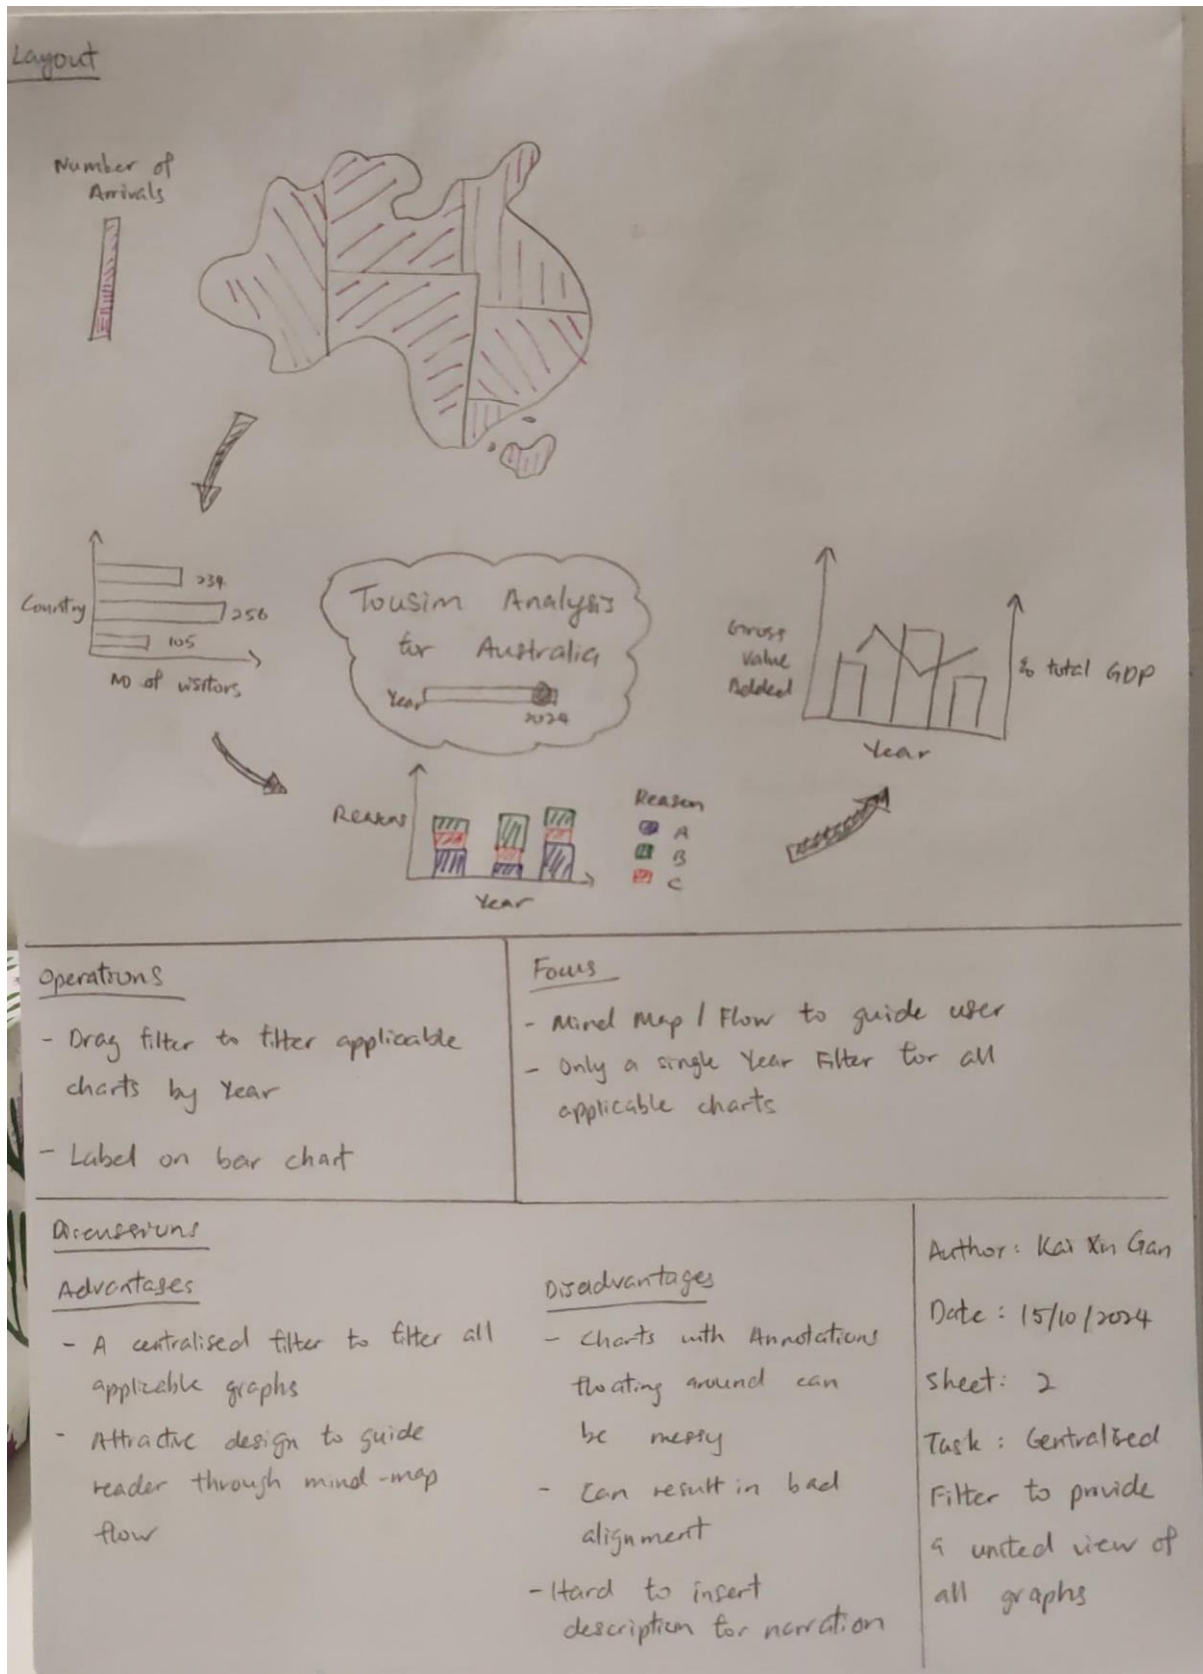 Layout
Number of
Arrivals
Country
234
256
105
No of visitors
Tousim Analysis
for Australia
Year
2024
Gross
Value
Added
% total GDP
Year
Reasons
Year
Reason
A
B
C
Operations
- Drag filter to filter applicable
charts by Year
- Label on bar chart
Focus
- Mind Map / Flow to guide user
- Only a single Year Filter for all
applicable charts
Discussions
Advantages
- A centralised filter to filter all
applicable graphs
- Attractive design to guide
reader through mind-map
flow
Disadvantages
- Charts with Annotations
floating around can
be messy
- Can result in bad
alignment
- Hard to insert
description for narration
Author: Kai Xin Gan
Date: 15/10/2024
Sheet: 2
Task: Centralised
Filter to provide
a united view of
all graphs